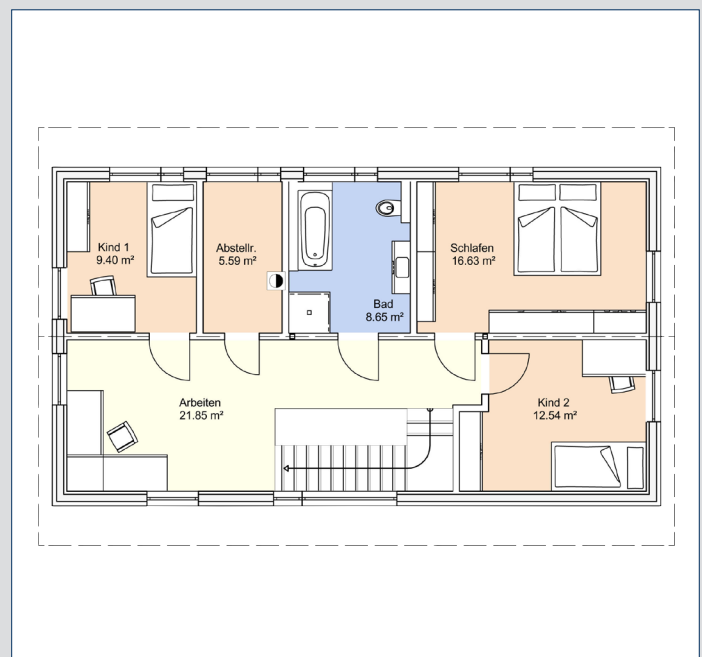 Kind 1
9.40 m²
Abstellr.
5.59 m²
Bad
8.65 m²
Schlafen
16.63 m²
Arbeiten
21.85 m²
Kind 2
12.54 m²